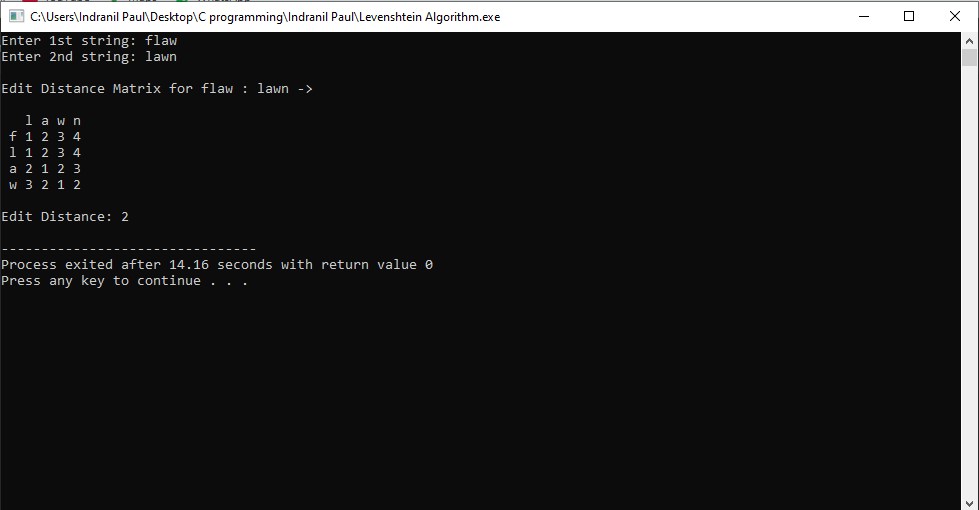 C:\Users\Indranil Paul\Desktop\C programming\Indranil Paul\Levenshtein Algorithm.exe
Enter 1st string: flaw
Enter 2nd string: lawn
Edit Distance Matrix for flaw : lawn ->
l a w n
f 1 2 3 4
l 1 2 3 4
a 2 1 2 3
w 3 2 1 2
Edit Distance: 2
--------------------------------
Process exited after 14.16 seconds with return value 0
Press any key to continue . . .